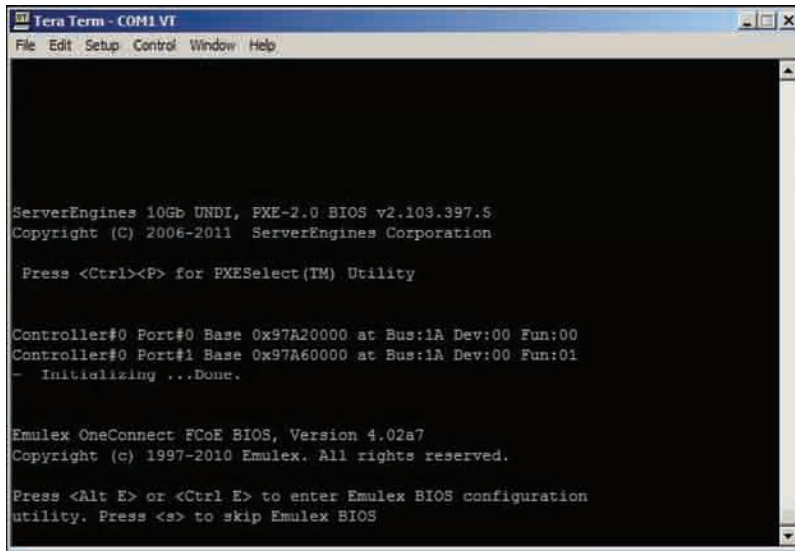 Tera Term - COM1 VT
File Edit Setup Control Window Help
ServerEngines 10Gb UNDI, PXE-2.0 BIOS v2.103.397.5
Copyright (C) 2006-2011 ServerEngines Corporation
Press <Ctrl><P> for PXESelect(TM) Utility
Controller#0 Port#0 Base 0x97A20000 at Bus:1A Dev:00 Fun:00
Controller#0 Port#1 Base 0x97A60000 at Bus:1A Dev:00 Fun:01
- Initializing ...Done.
Emulex OneConnect FCoE BIOS, Version 4.02a7
Copyright (c) 1997-2010 Emulex. All rights reserved.
Press <Alt E> or <Ctrl E> to enter Emulex BIOS configuration
utility. Press <s> to skip Emulex BIOS